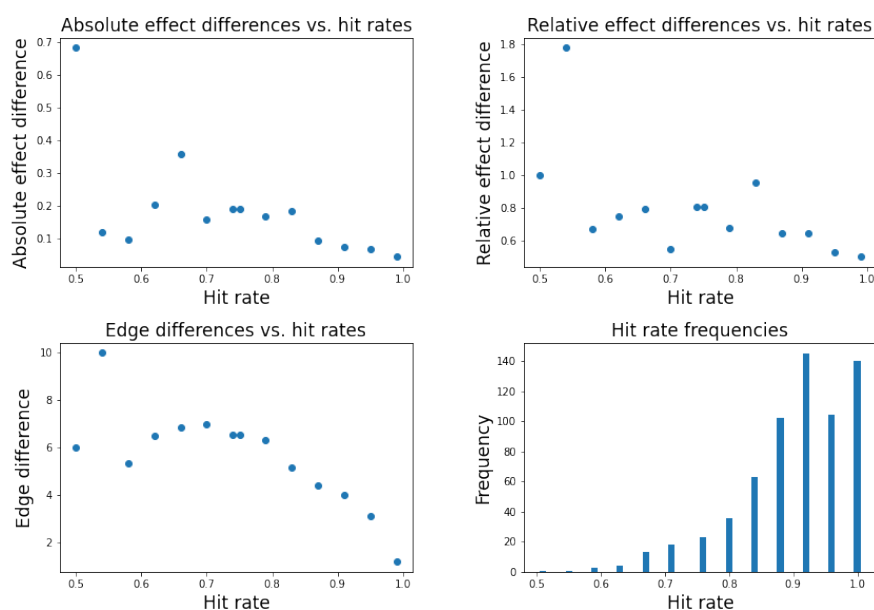 Absolute effect differences vs. hit rates
Absolute effect difference
0.7
0.6
0.5
0.4
0.3
0.2
0.1
0.5 0.6 0.7 0.8 0.9 1.0
Hit rate
Relative effect differences vs. hit rates
Relative effect difference
1.8
1.6
1.4
1.2
1.0
0.8
0.6
0.5 0.6 0.7 0.8 0.9 1.0
Hit rate
Edge differences vs. hit rates
Edge difference
10
8
6
4
2
0.5 0.6 0.7 0.8 0.9 1.0
Hit rate
Hit rate frequencies
Frequency
140
120
100
80
60
40
20
0
0.5 0.6 0.7 0.8 0.9 1.0
Hit rate